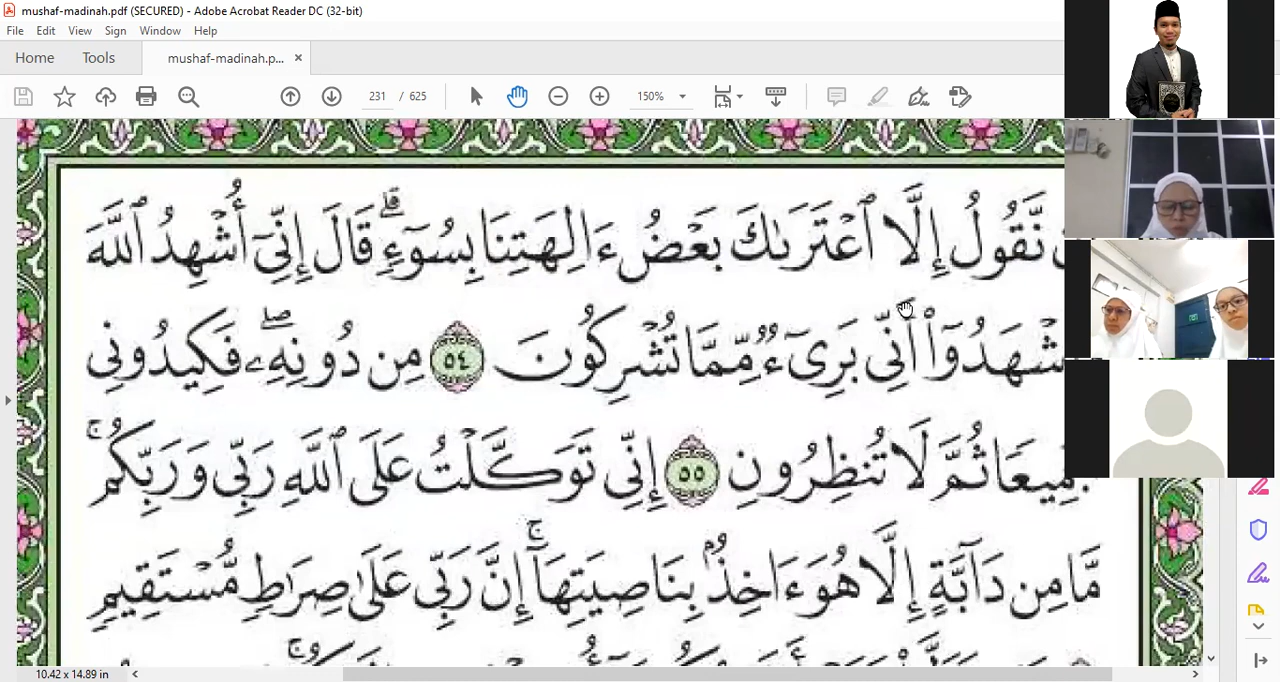 mushaf-madinah.pdf (SECURED) - Adobe Acrobat Reader DC (32-bit)
File Edit View Sign Window Help
Home Tools mushaf-madinah.p... ×
231 / 625 150%
نَّقُولُ إِلَّا ٱعْتَرَىٰكَ بَعْضُ ءَالِهَتِنَا بِسُوٓءٍۗ قَالَ إِنِّىٓ أُشْهِدُ ٱللَّهَ
شْهَدُوٓا۟ أَنِّى بَرِىٓءٌ مِّمَّا تُشْرِكُونَ ٥٤ مِن دُونِهِۦۖ فَكِيدُونِى
مِيعًا ثُمَّ لَا تُنظِرُونِ ٥٥ إِنِّى تَوَكَّلْتُ عَلَى ٱللَّهِ رَبِّى وَرَبِّكُمۚ
مَّا مِن دَآبَّةٍ إِلَّا هُوَ ءَاخِذٌۢ بِنَاصِيَتِهَآۚ إِنَّ رَبِّى عَلَىٰ صِرَٰطٍ مُّسْتَقِيمٍ
10.42 x 14.89 in